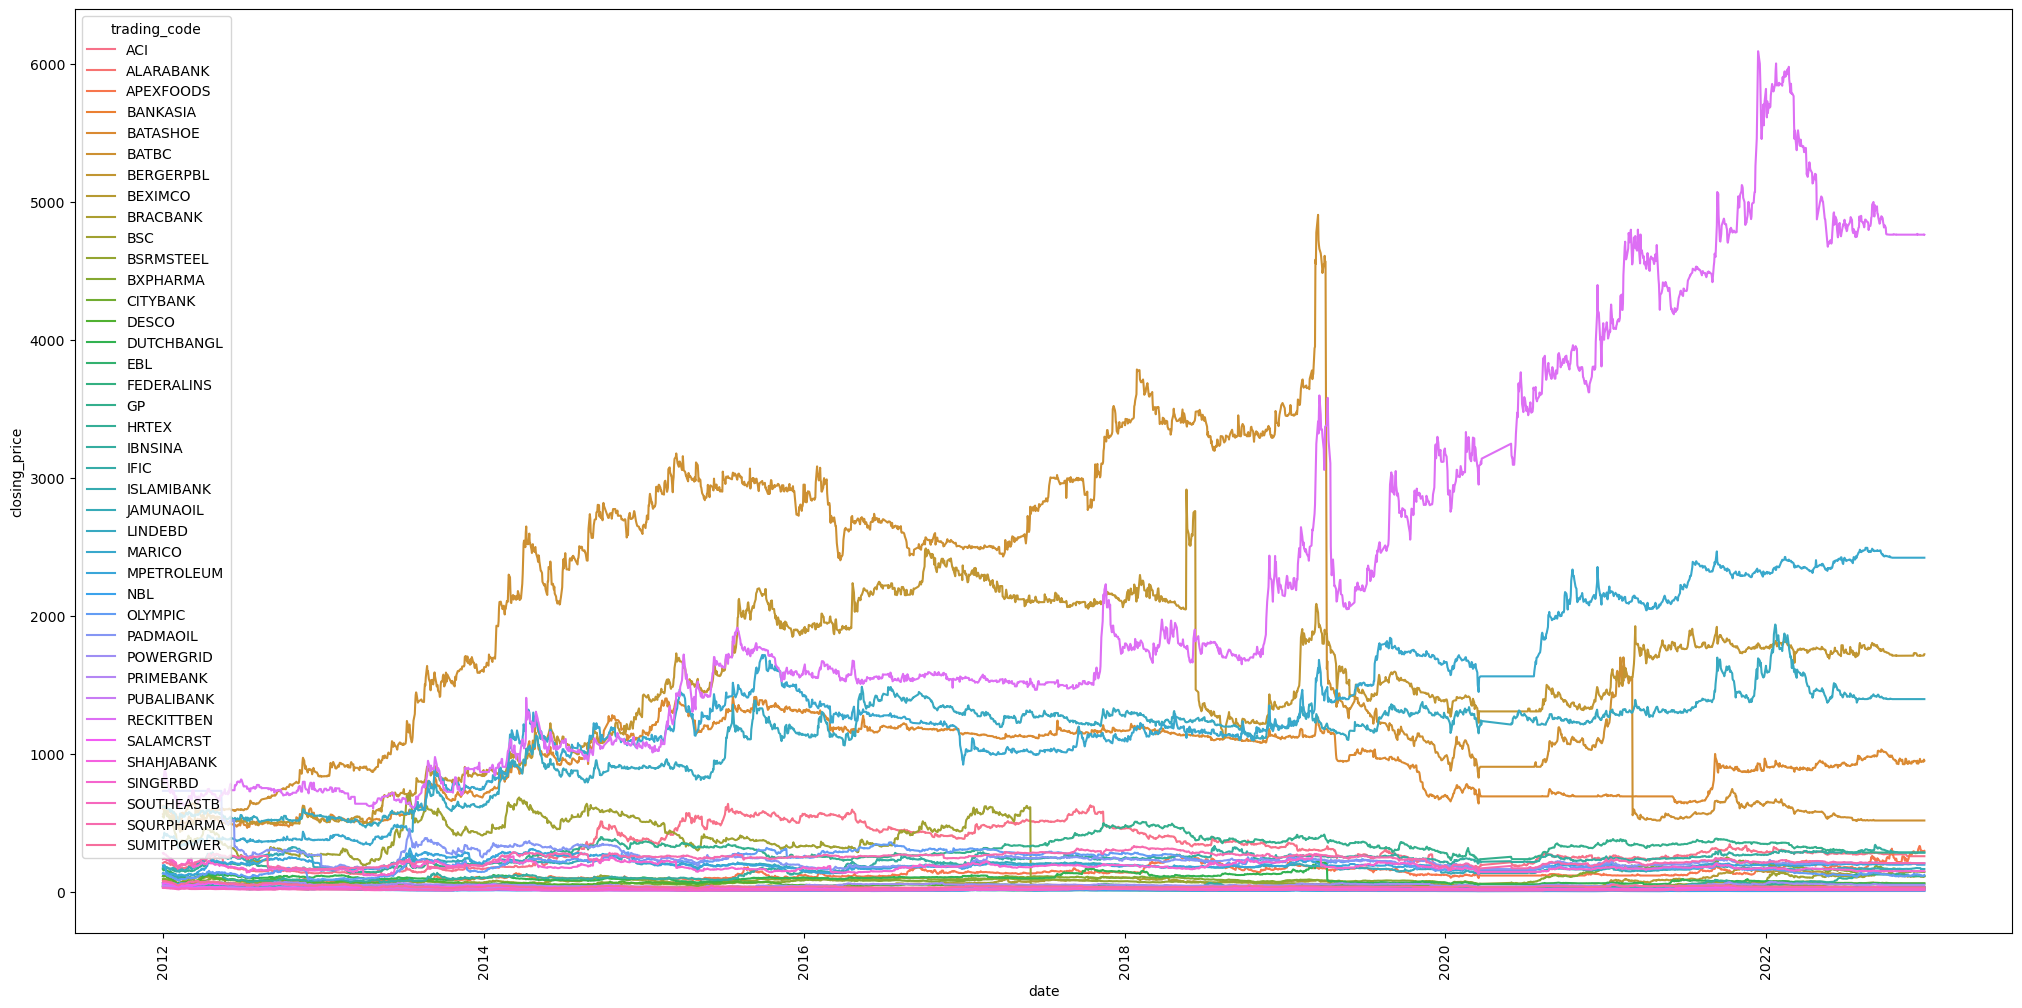 trading_code
ACI
ALARABANK
APEXFOODS
BANKASIA
BATASHOE
BATBC
BERGERPBL
BEXIMCO
BRACBANK
BSC
BSRMSTEEL
BXPHARMA
CITYBANK
DESCO
DUTCHBANGL
EBL
FEDERALINS
GP
HRTEX
IBNSINA
IFIC
ISLAMIBANK
JAMUNAOIL
LINDEBD
MARICO
MPETROLEUM
NBL
OLYMPIC
PADMAOIL
POWERGRID
PRIMEBANK
PUBALIBANK
RECKITTBEN
SALAMCRST
SHAHJABANK
SINGERBD
SOUTHEASTB
SQURPHARMA
SUMITPOWER
6000
5000
4000
3000
2000
1000
0
closing_price
2012
2014
2016
2018
2020
2022
date